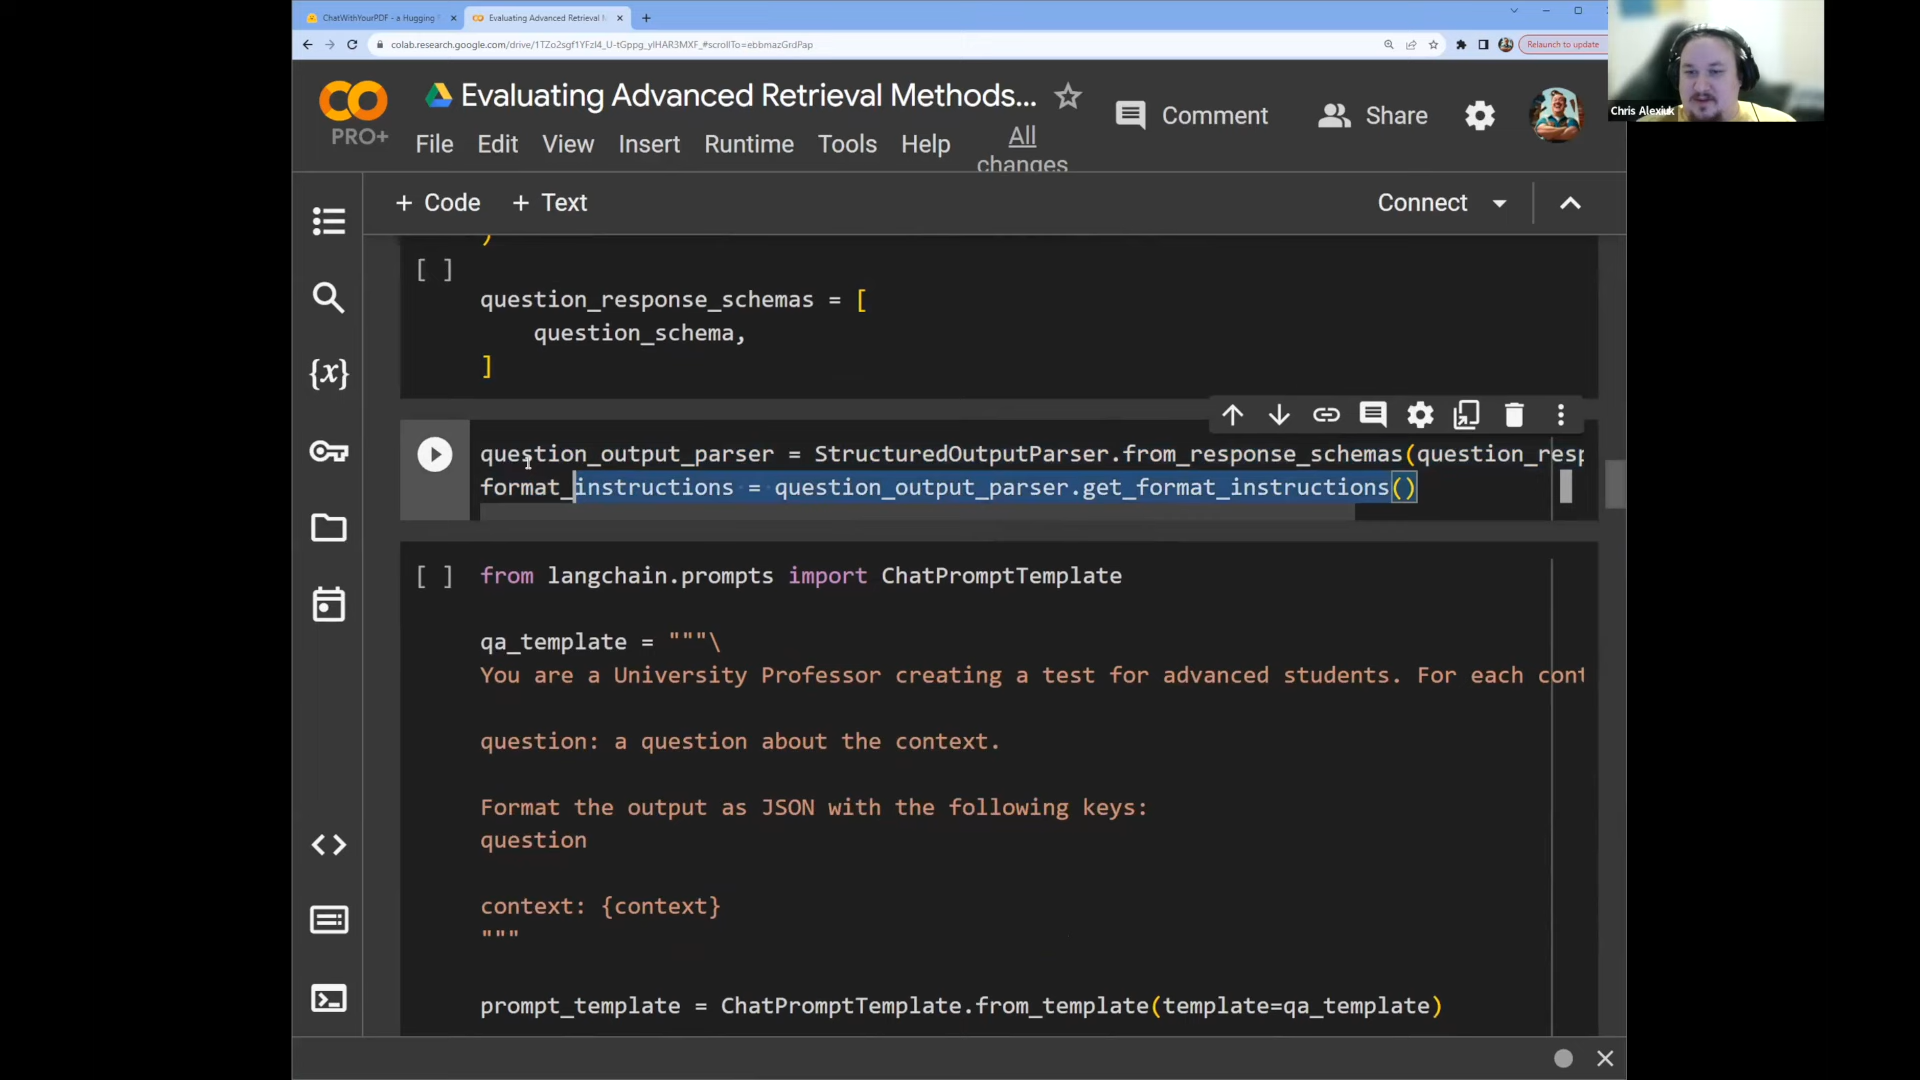 ChatWithYourPDF - a Hugging
Evaluating Advanced Retrieval M
colab.research.google.com/drive/1TZo2sgf1YFzI4_U-tGppg_yIHAR3MXF_#scrollTo=ebbmazGrdPap
Relaunch to update
Chris Alexiuk
CO
PRO+
Evaluating Advanced Retrieval Methods...
File Edit View Insert Runtime Tools Help
All changes
Comment
Share
+ Code + Text
Connect
)
[ ]
question_response_schemas = [
question_schema,
]
question_output_parser = StructuredOutputParser.from_response_schemas(question_resp
format_instructions = question_output_parser.get_format_instructions()
[ ] from langchain.prompts import ChatPromptTemplate
qa_template = """\
You are a University Professor creating a test for advanced students. For each cont
question: a question about the context.
Format the output as JSON with the following keys:
question
context: {context}
"""
prompt_template = ChatPromptTemplate.from_template(template=qa_template)